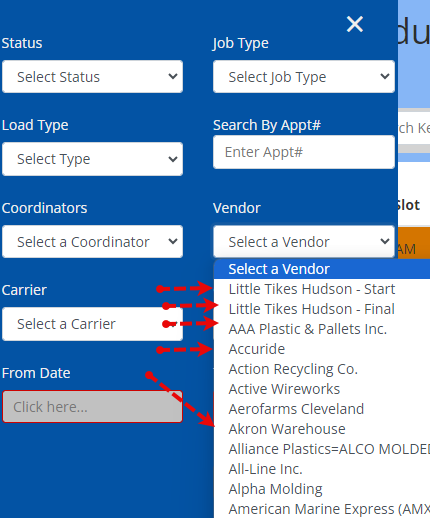 ×
du
Status
Job Type
Select Status
Select Job Type
Load Type
Search By Appt#
ch Ke
Select Type
Enter Appt#
Coordinators
Vendor
Slot
Select a Coordinator
Select a Vendor
AM
Select a Vendor
Carrier
Little Tikes Hudson - Start
Little Tikes Hudson - Final
Select a Carrier
AAA Plastic & Pallets Inc.
Accuride
From Date
Action Recycling Co.
Active Wireworks
Click here...
Aerofarms Cleveland
Akron Warehouse
Alliance Plastics=ALCO MOLDED
All-Line Inc.
Alpha Molding
American Marine Express (AMX